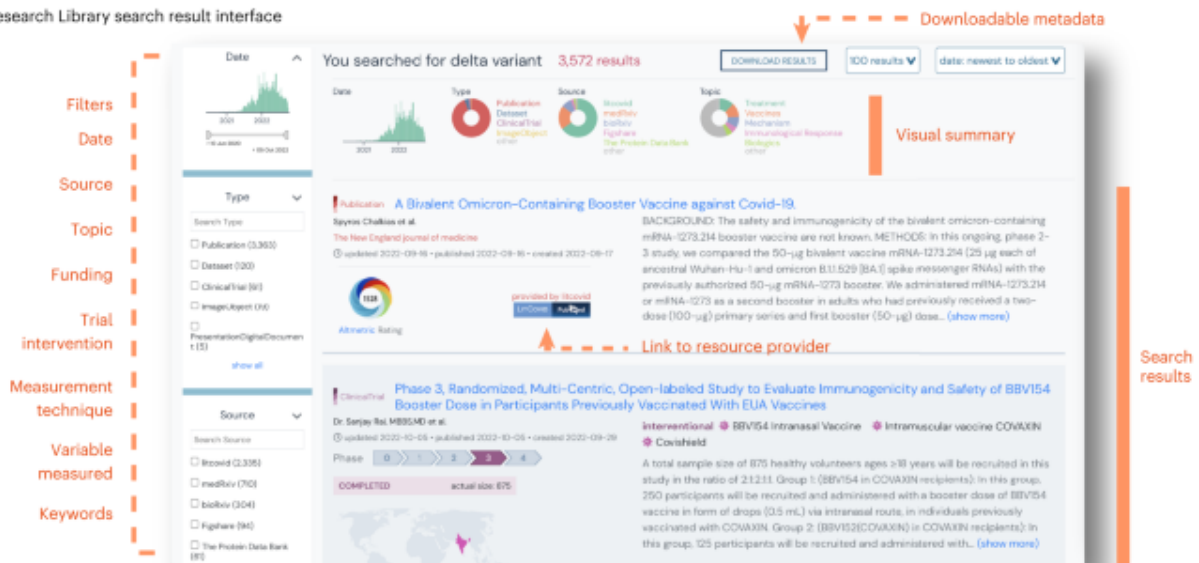 esearch Library search result interface
Downloadable metadata
Filters
Date
Source
Topic
Funding
Trial
intervention
Measurement
technique
Variable
measured
Keywords
Date
2021 2022
Type
Search Type
Publication (3,363)
Dataset (120)
ClinicalTrial (61)
ImageObject
PresentationDigitalDocumen
t (5)
show all
Source
Search Source
litcovid (2,335)
medRxiv (710)
bioRxiv (304)
Figshare (94)
The Protein Data Bank
(61)
You searched for delta variant 3,572 results
DOWNLOAD RESULTS
100 results
date: newest to oldest
Date
2021 2022
Type
Publication
Dataset
ClinicalTrial
ImageObject
other
Source
litcovid
medRxiv
bioRxiv
Figshare
The Protein Data Bank
other
Topic
Treatment
Vaccines
Mechanism
Immunological Response
Biologics
other
Visual summary
Publication A Bivalent Omicron-Containing Booster Vaccine against Covid-19.
Spyros Chalkias et al.
The New England journal of medicine
updated 2022-09-16 • published 2022-09-16 • created 2022-09-17
Altmetric Rating
provided by litcovid
LitCovid PubMed
BACKGROUND: The safety and immunogenicity of the bivalent omicron-containing
mRNA-1273.214 booster vaccine are not known. METHODS: In this ongoing, phase 2-
3 study, we compared the 50-μg bivalent vaccine mRNA-1273.214 (25 μg each of
ancestral Wuhan-Hu-1 and omicron B.1.1.529 [BA.1] spike messenger RNAs) with the
previously authorized 50-μg mRNA-1273 booster. We administered mRNA-1273.214
or mRNA-1273 as a second booster in adults who had previously received a two-
dose (100-μg) primary series and first booster (50-μg) dose... (show more)
Link to resource provider
Search
results
ClinicalTrial Phase 3, Randomized, Multi-Centric, Open-labeled Study to Evaluate Immunogenicity and Safety of BBV154
Booster Dose in Participants Previously Vaccinated With EUA Vaccines
Dr. Sanjay Rai, MBBS,MD et al.
updated 2022-10-05 • published 2022-10-05 • created 2022-09-29
Phase 0 1 2 3 4
COMPLETED actual size: 875
interventional BBV154 Intranasal Vaccine Intramuscular vaccine COVAXIN
Covishield
A total sample size of 875 healthy volunteers ages ≥18 years will be recruited in this
study in the ratio of 2:1:2:1:1. Group 1: (BBV154 in COVAXIN recipients): In this group,
250 participants will be recruited and administered with a booster dose of BBV154
vaccine in form of drops (0.5 mL) via intranasal route, in individuals previously
vaccinated with COVAXIN. Group 2: (BBV152(COVAXIN) in COVAXIN recipients): In
this group, 125 participants will be recruited and administered with... (show more)